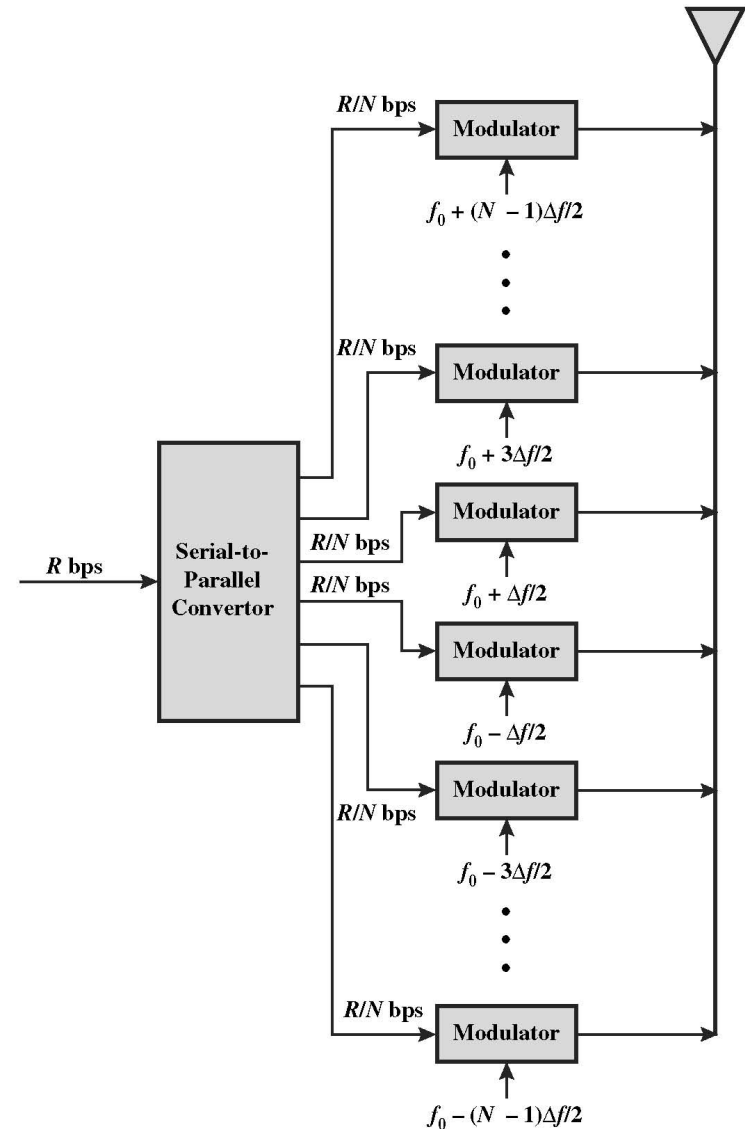 R/N bps
Modulator
f₀ + (N – 1)Δf/2
R/N bps
Modulator
f₀ + 3Δf/2
R bps
Serial-to-
Parallel
Convertor
R/N bps
Modulator
f₀ + Δf/2
R/N bps
Modulator
f₀ – Δf/2
R/N bps
Modulator
f₀ – 3Δf/2
R/N bps
Modulator
f₀ – (N – 1)Δf/2